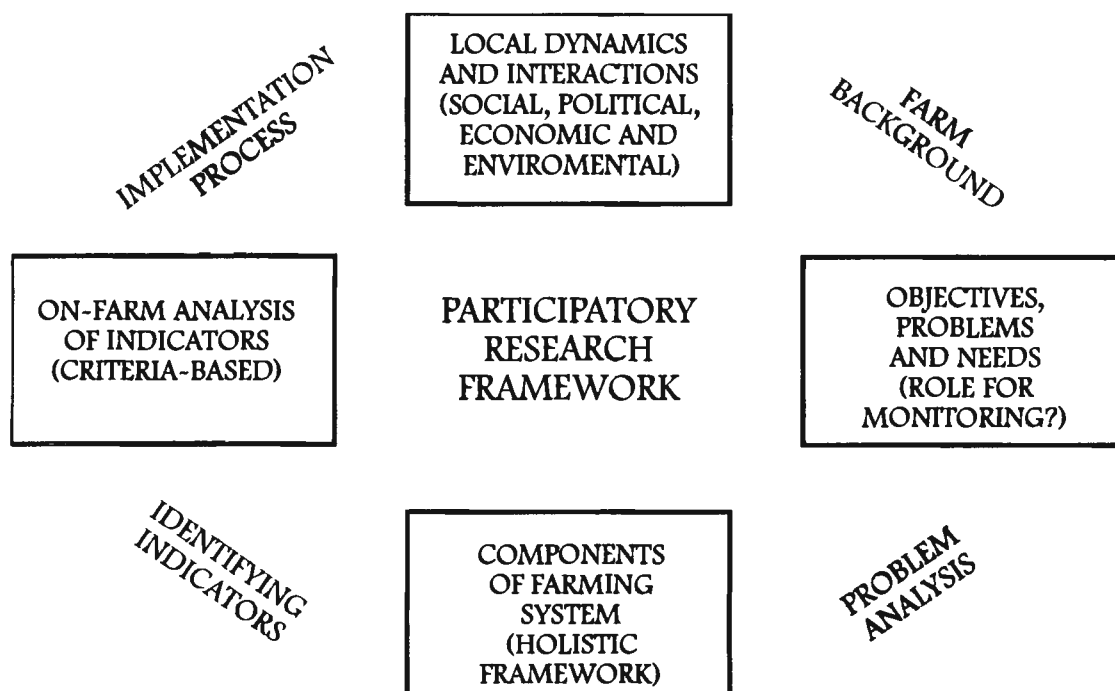 LOCAL DYNAMICS
AND INTERACTIONS
(SOCIAL, POLITICAL,
ECONOMIC AND
ENVIROMENTAL)
IMPLEMENTATION
PROCESS
FARM
BACKGROUND
ON-FARM ANALYSIS
OF INDICATORS
(CRITERIA-BASED)
PARTICIPATORY
RESEARCH
FRAMEWORK
OBJECTIVES,
PROBLEMS
AND NEEDS
(ROLE FOR
MONITORING?)
IDENTIFYING
INDICATORS
COMPONENTS
OF FARMING
SYSTEM
(HOLISTIC
FRAMEWORK)
PROBLEM
ANALYSIS